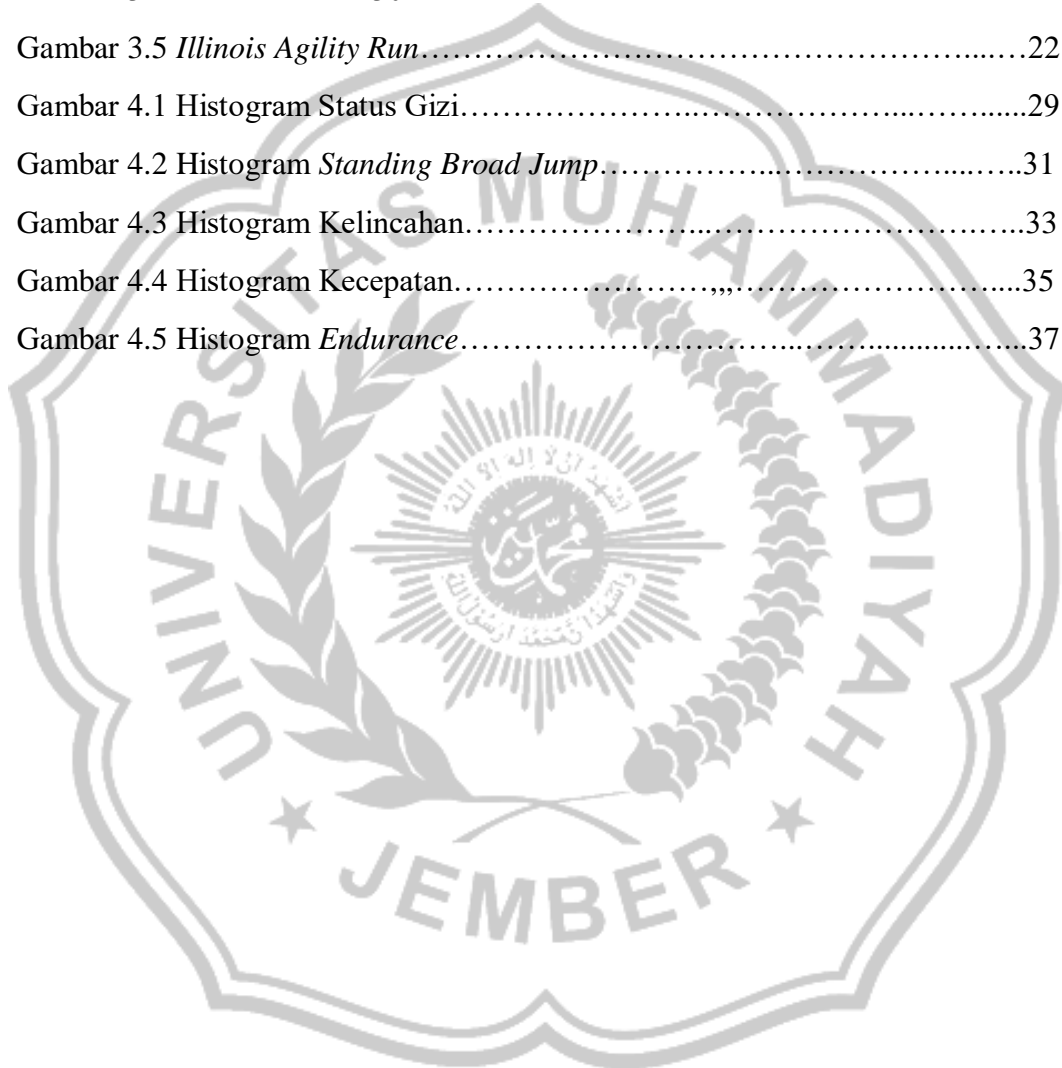 Gambar 3.5 Illinois Agility Run……………………………………………………....…22
Gambar 4.1 Histogram Status Gizi…………………..………………...…….....29
Gambar 4.2 Histogram Standing Broad Jump……………...………………....…..31
Gambar 4.3 Histogram Kelincahan…………………...……………………….…..33
Gambar 4.4 Histogram Kecepatan……………………,,,……………………....35
Gambar 4.5 Histogram Endurance…………………………...…….............…...37
UNIVERSITAS MUHAMMADIYAH
JEMBER